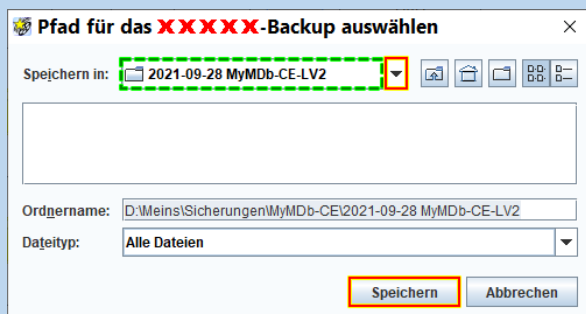 Pfad für das XXXXX-Backup auswählen
Speichern in: 2021-09-28 MyMDb-CE-LV2
Ordnername: D:\Meins\Sicherungen\MyMDb-CE\2021-09-28 MyMDb-CE-LV2
Dateityp: Alle Dateien
Speichern Abbrechen